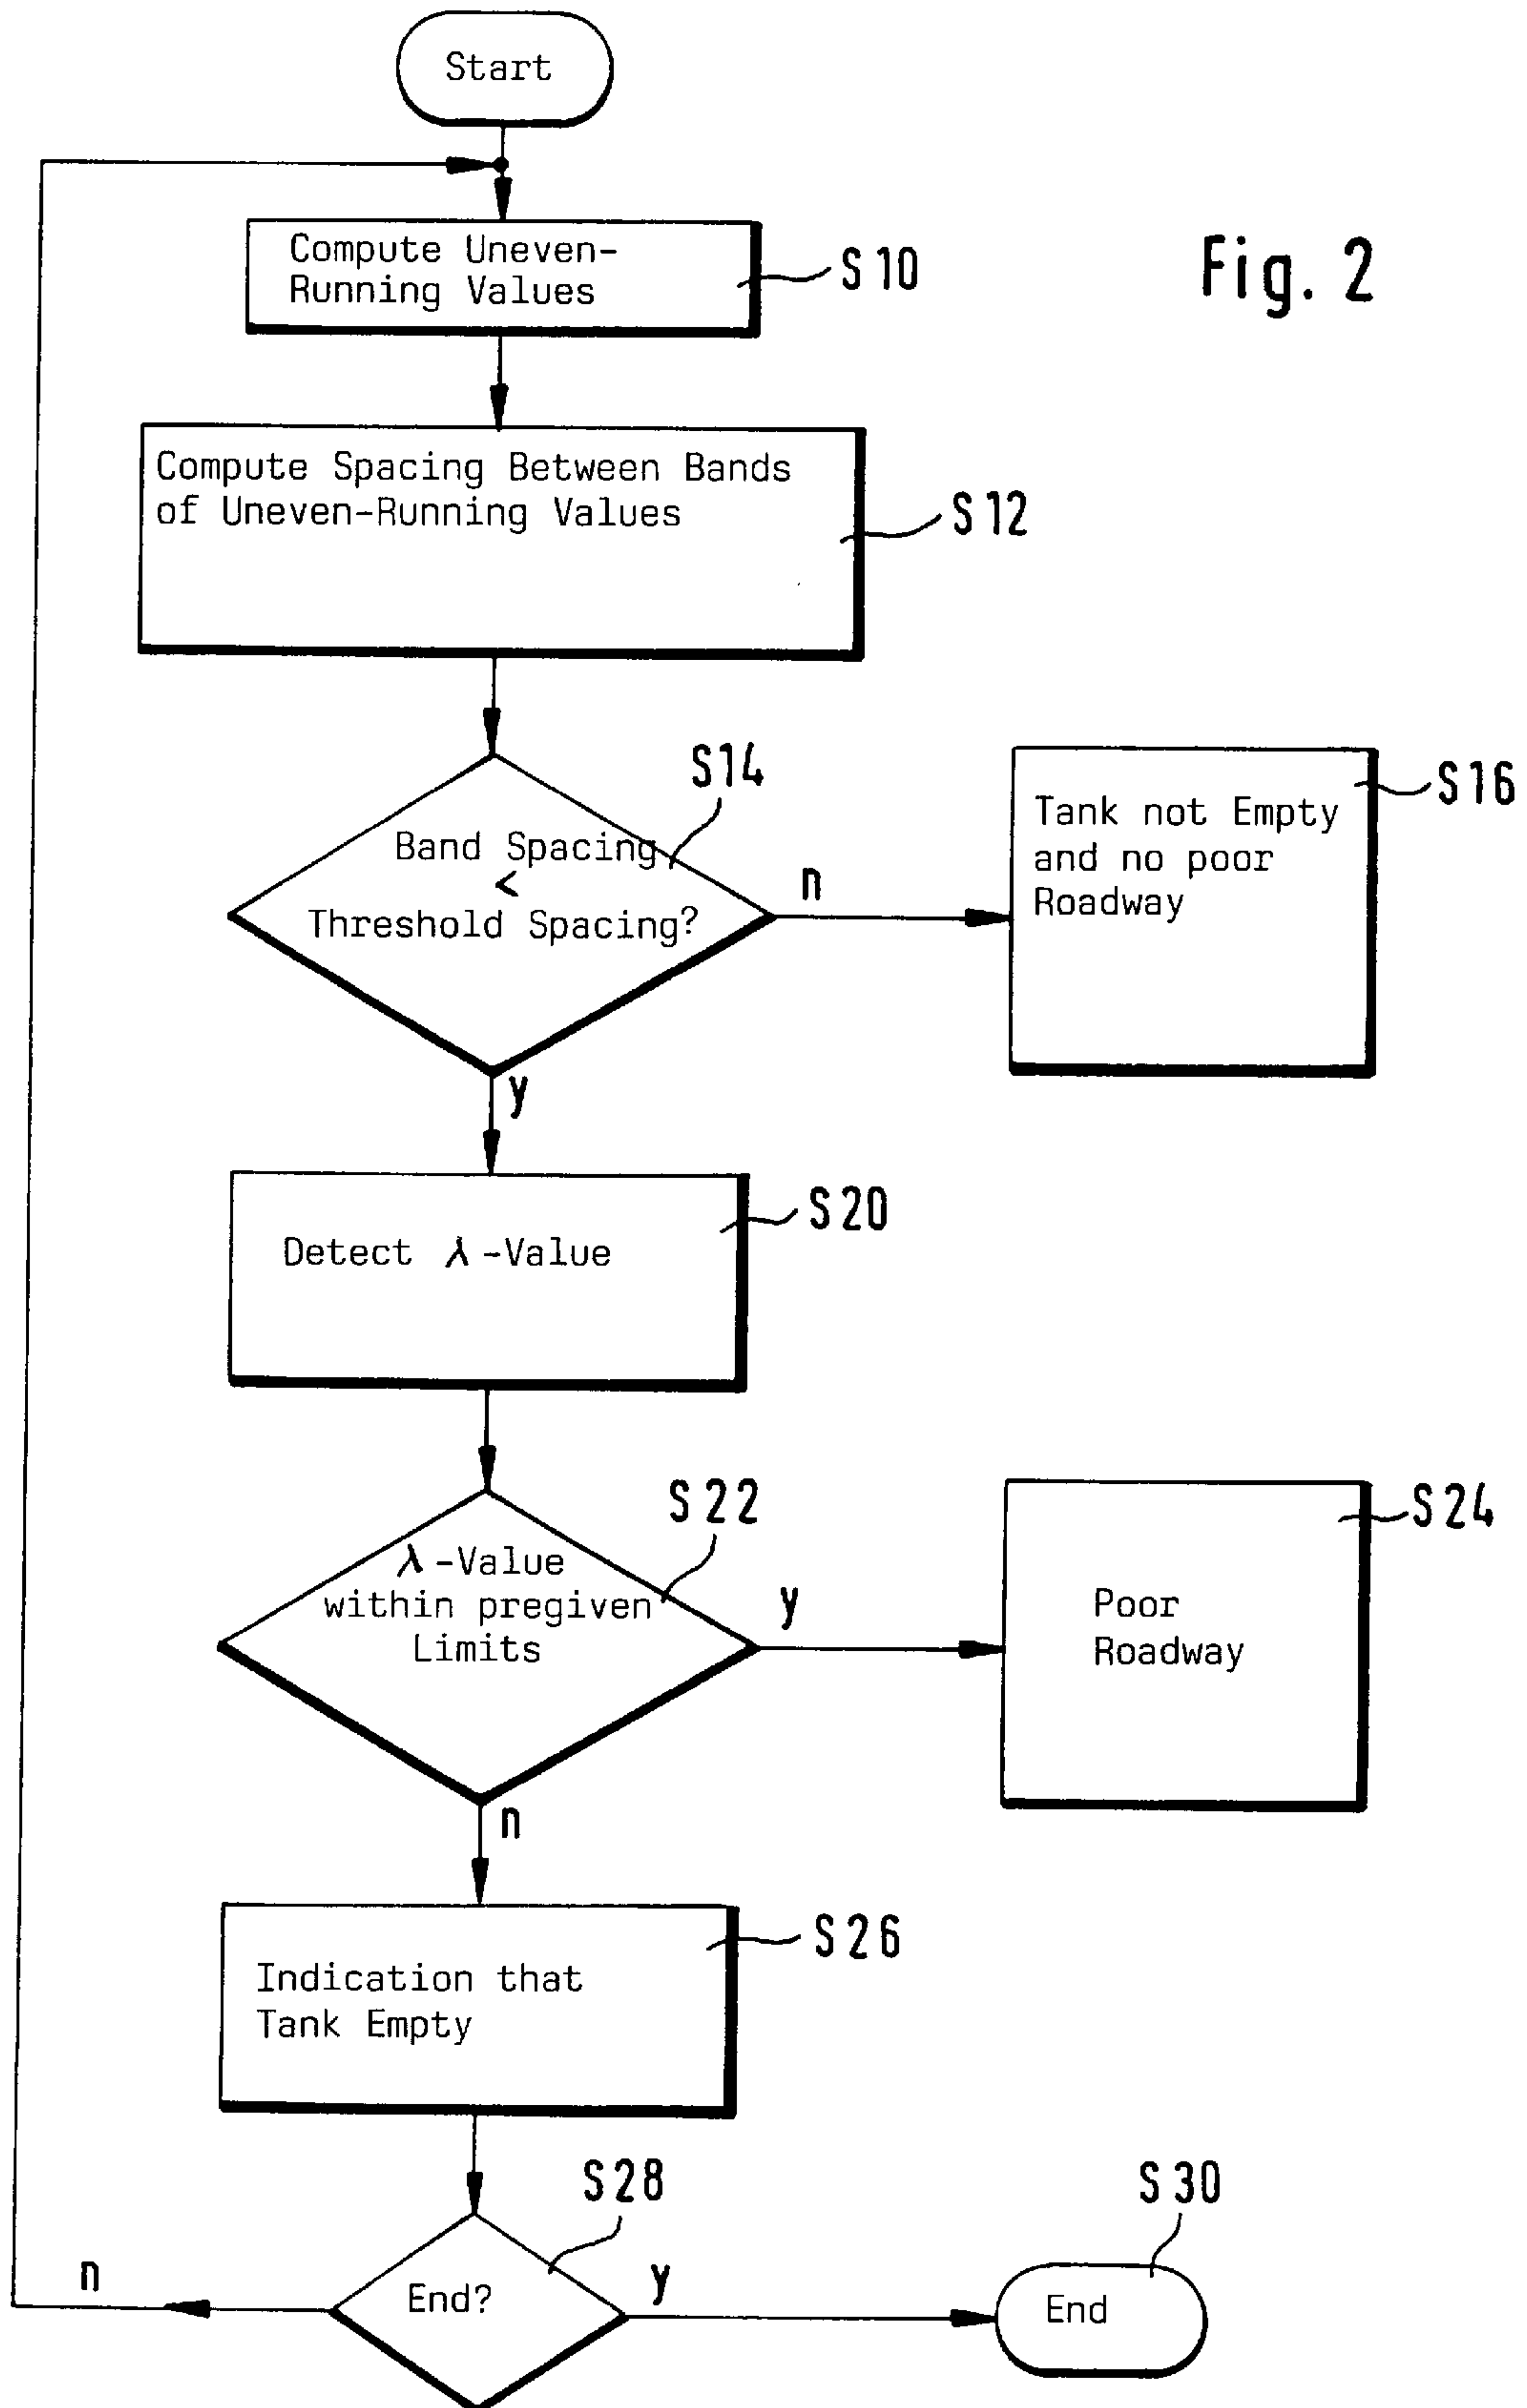 Start
Compute Uneven-
Running Values
S10
Fig. 2
Compute Spacing Between Bands
of Uneven-Running Values
S12
S14
Band Spacing
<
Threshold Spacing?
n
y
Tank not Empty
and no poor
Roadway
S16
Detect λ-Value
S20
S22
λ-Value
within pregiven
Limits
y
n
Poor
Roadway
S24
Indication that
Tank Empty
S26
S28
End?
n
y
S30
End